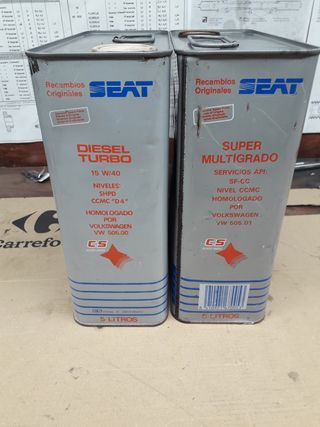 Recambios
Originales
SEAT
DIESEL
TURBO
15 W/40
NIVELES:
SHPD
CCMC "D4"
HOMOLOGADO
POR
VOLKSWAGEN
VW 505.00
CS
5 LITROS
Recambios
Originales
SEAT
SUPER
MULTIGRADO
SERVICIOS API:
SF-CC
NIVEL CCMC
HOMOLOGADO
POR
VOLKSWAGEN
VW 505.01
CS
5 LITROS
Carrefo